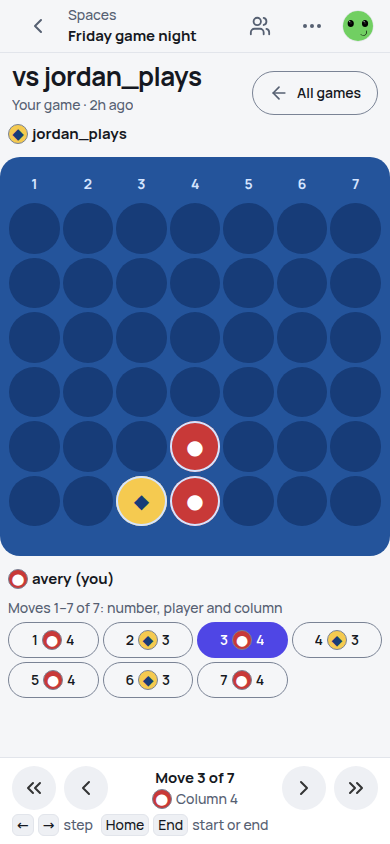 Spaces
Friday game night
vs jordan_plays
Your game · 2h ago
All games
jordan_plays
1 2 3 4 5 6 7
avery (you)
Moves 1–7 of 7: number, player and column
1 4 2 3 3 4 4 3
5 4 6 3 7 4
Move 3 of 7
Column 4
← → step Home End start or end